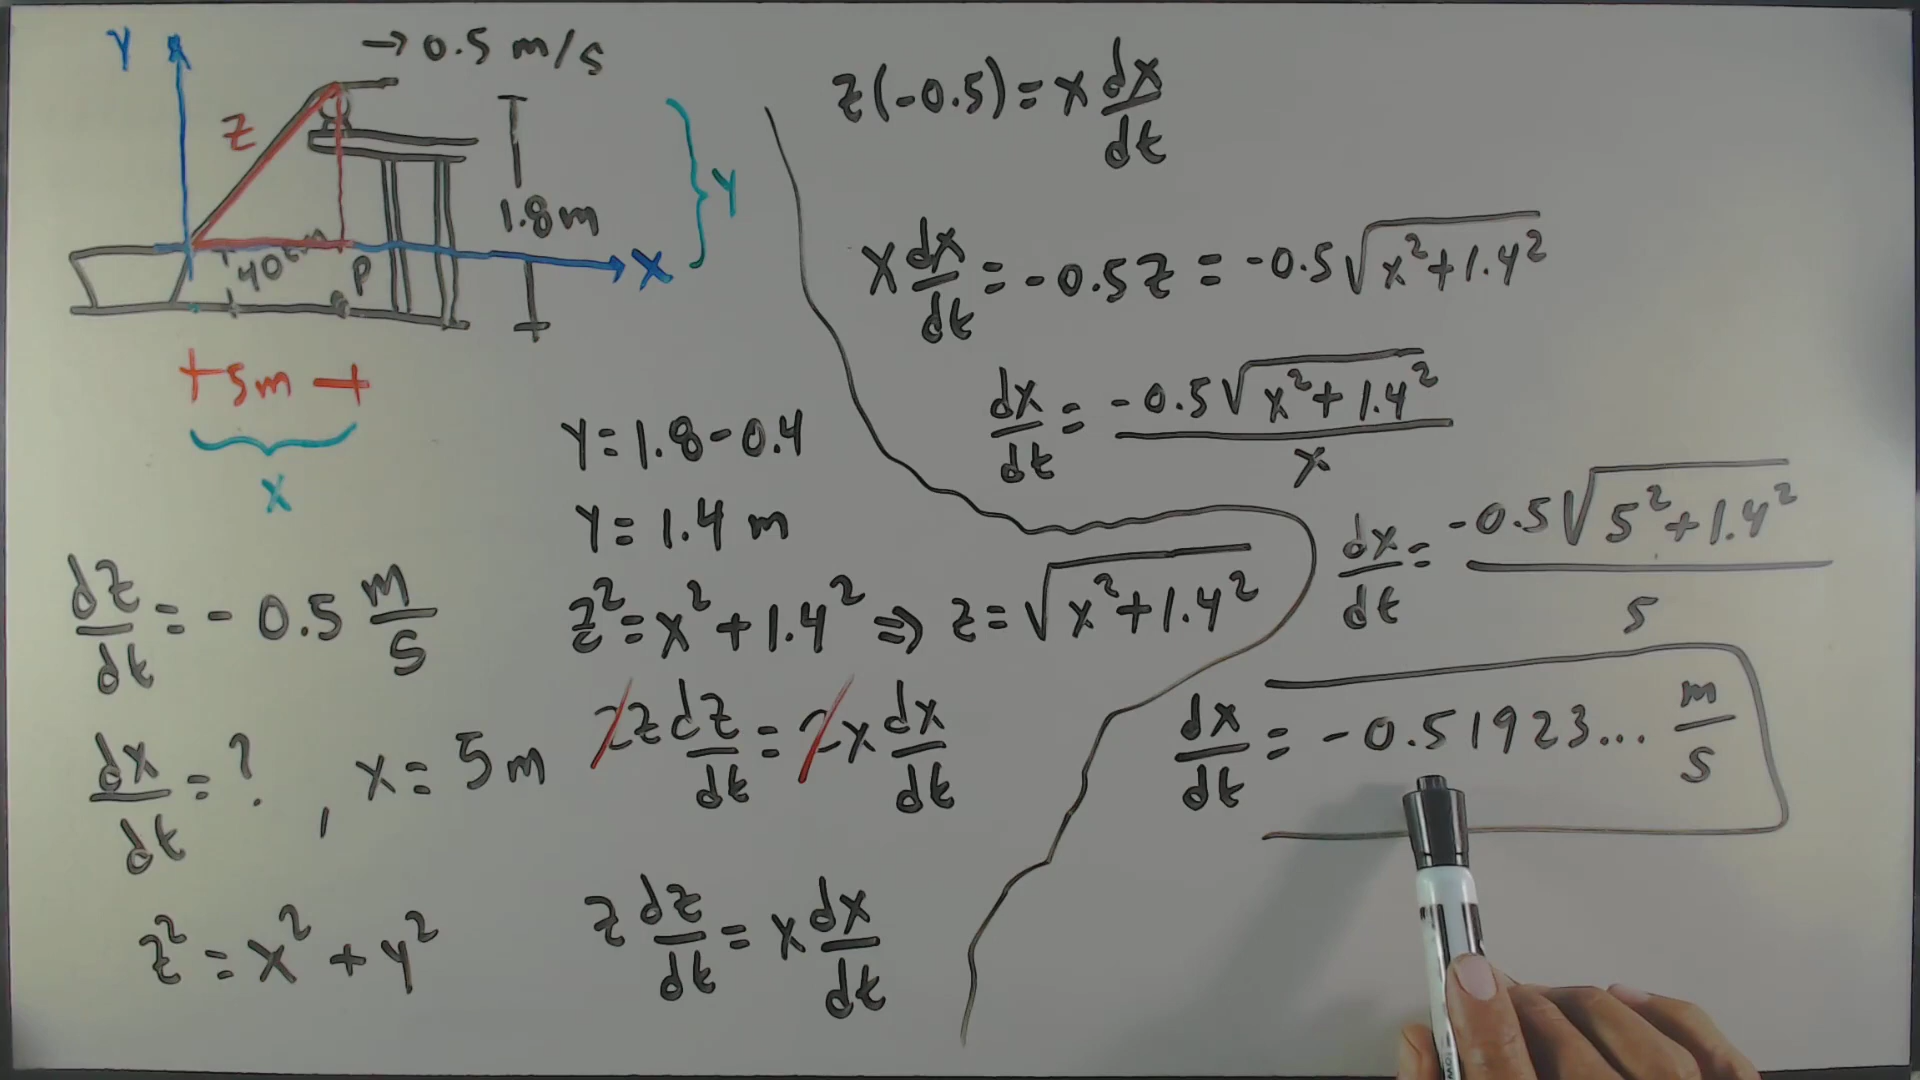 Y
→ 0.5 m/s
Z
1.8m
Y
40cm
P
X
5m
X
dz/dt = - 0.5 m/s
dx/dt = ? , x = 5m
z² = x² + y²
Y = 1.8 - 0.4
Y = 1.4 m
z² = x² + 1.4² ⇒ z = √(x² + 1.4²)
2z dz/dt = 2x dx/dt
z dz/dt = x dx/dt
z(-0.5) = x dx/dt
x dx/dt = -0.5z = -0.5√(x² + 1.4²)
dx/dt = -0.5√(x² + 1.4²)/x
dx/dt = -0.5√(5² + 1.4²)/5
dx/dt = -0.51923... m/s